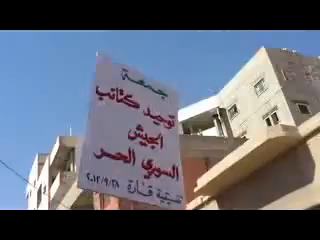 جمعة
توحيد كتائب
الجيش
السوري الحر
٢٠١٢/٩/٢٨
تنسيقية قارة